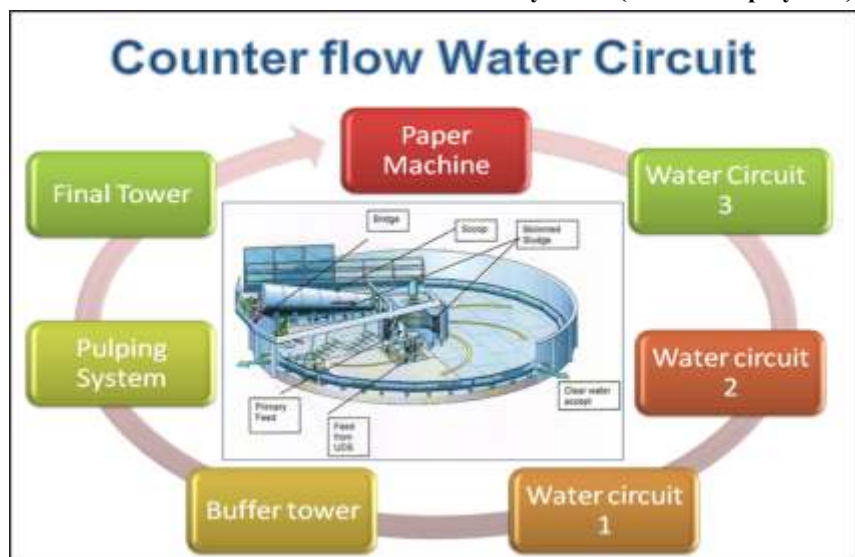 Counter flow Water Circuit
Paper
Machine
Water Circuit
3
Water circuit
2
Water circuit
1
Buffer tower
Pulping
System
Final Tower
Bridge
Scoop
Skimmed
Sludge
Primary
Feed
Feed
from
Clear water
accept